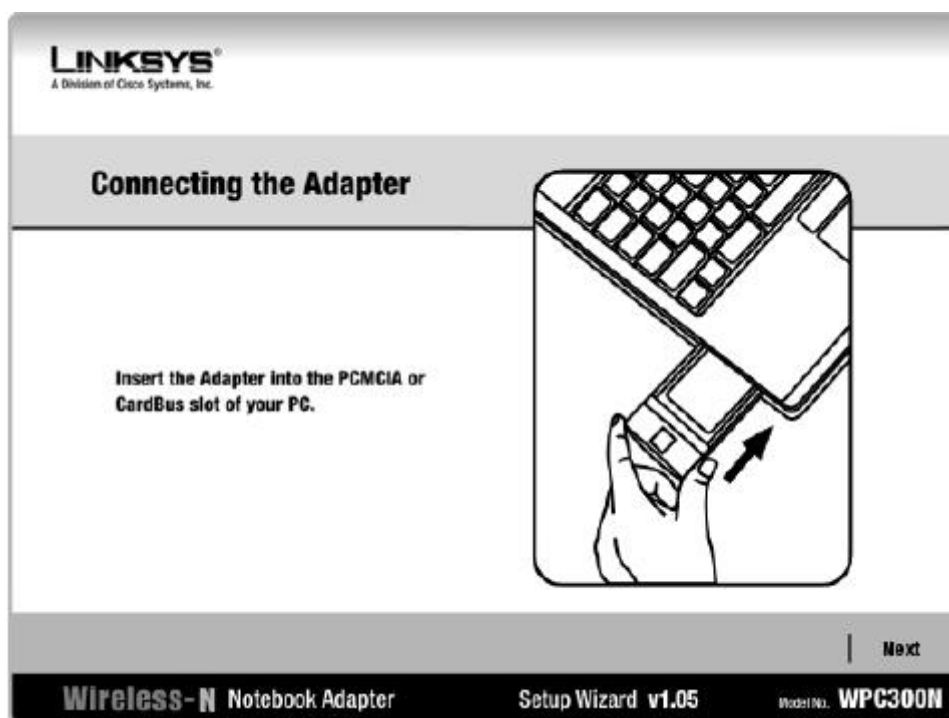 LINKSYS®
A Division of Cisco Systems, Inc.
Connecting the Adapter
Insert the Adapter into the PCMCIA or
CardBus slot of your PC.
Next
Wireless-N Notebook Adapter Setup Wizard v1.05 Model No. WPC300N